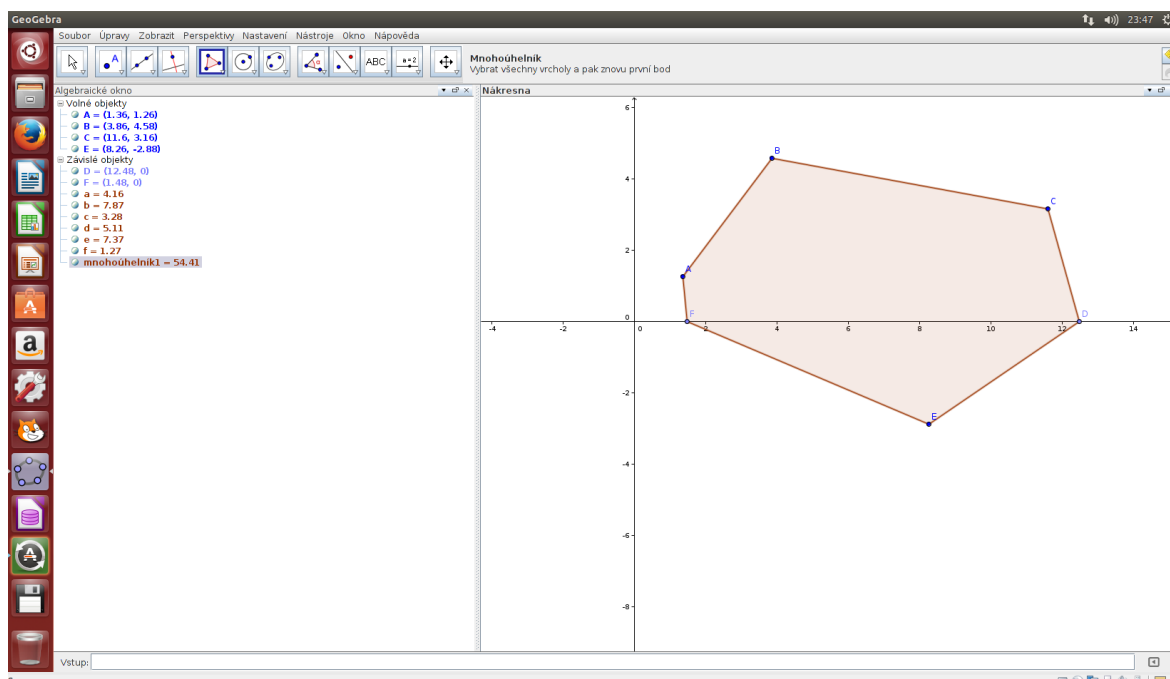 GeoGebra
23:47
Soubor Úpravy Zobrazit Perspektivy Nastavení Nástroje Okno Nápověda
A
ABC
a=2
Mnohoúhelník
Vybrat všechny vrcholy a pak znovu první bod
Algebraické okno
Volné objekty
A = (1.36, 1.26)
B = (3.86, 4.58)
C = (11.6, 3.16)
E = (8.26, -2.88)
Závislé objekty
D = (12.48, 0)
F = (1.48, 0)
a = 4.16
b = 7.87
c = 3.28
d = 5.11
e = 7.37
f = 1.27
mnohoúhelník1 = 54.41
Nákresna
6
B
4
C
2
A
0
F
D
-4 -2 0 2 4 6 8 10 12 14
-2
E
-4
-6
-8
Vstup: